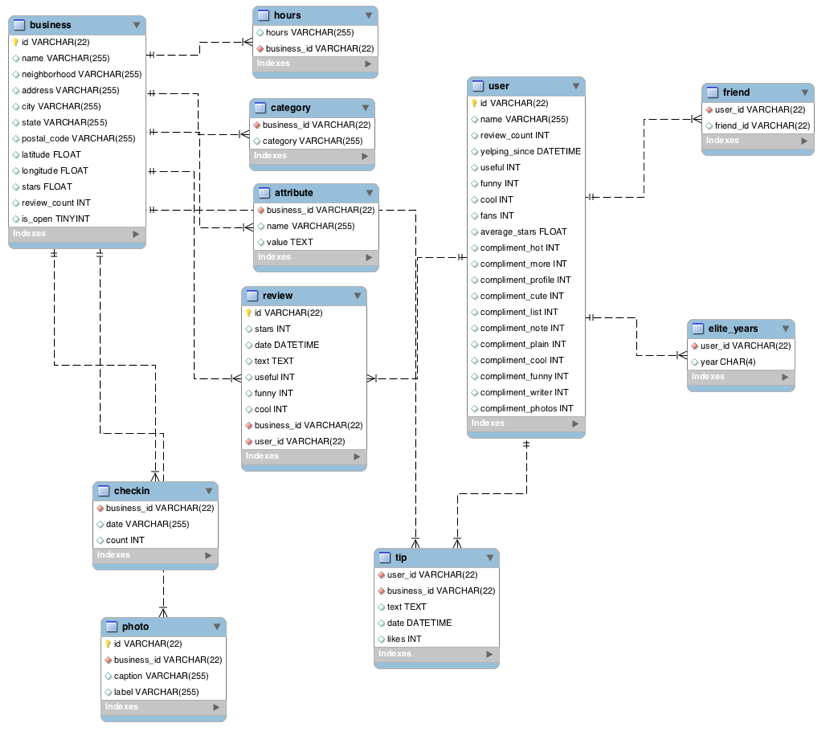 business
id VARCHAR(22)
name VARCHAR(255)
neighborhood VARCHAR(255)
address VARCHAR(255)
city VARCHAR(255)
state VARCHAR(255)
postal_code VARCHAR(255)
latitude FLOAT
longitude FLOAT
stars FLOAT
review_count INT
is_open TINYINT
Indexes
hours
hours VARCHAR(255)
business_id VARCHAR(22)
Indexes
category
business_id VARCHAR(22)
category VARCHAR(255)
Indexes
attribute
business_id VARCHAR(22)
name VARCHAR(255)
value TEXT
Indexes
review
id VARCHAR(22)
stars INT
date DATETIME
text TEXT
useful INT
funny INT
cool INT
business_id VARCHAR(22)
user_id VARCHAR(22)
Indexes
user
id VARCHAR(22)
name VARCHAR(255)
review_count INT
yelping_since DATETIME
useful INT
funny INT
cool INT
fans INT
average_stars FLOAT
compliment_hot INT
compliment_more INT
compliment_profile INT
compliment_cute INT
compliment_list INT
compliment_note INT
compliment_plain INT
compliment_cool INT
compliment_funny INT
compliment_writer INT
compliment_photos INT
Indexes
friend
user_id VARCHAR(22)
friend_id VARCHAR(22)
Indexes
elite_years
user_id VARCHAR(22)
year CHAR(4)
Indexes
checkin
business_id VARCHAR(22)
date VARCHAR(255)
count INT
Indexes
tip
user_id VARCHAR(22)
business_id VARCHAR(22)
text TEXT
date DATETIME
likes INT
Indexes
photo
id VARCHAR(22)
business_id VARCHAR(22)
caption VARCHAR(255)
label VARCHAR(255)
Indexes